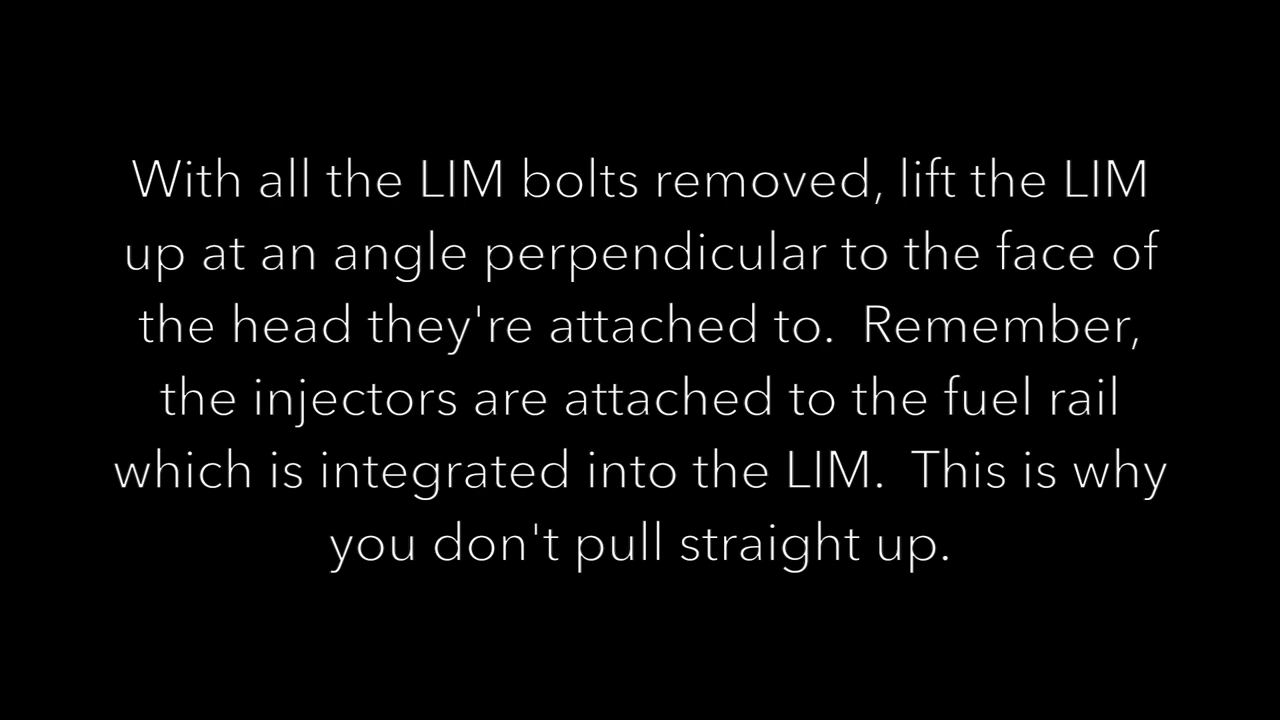 With all the LIM bolts removed, lift the LIM
up at an angle perpendicular to the face of
the head they're attached to.  Remember,
the injectors are attached to the fuel rail
which is integrated into the LIM.  This is why
you don't pull straight up.